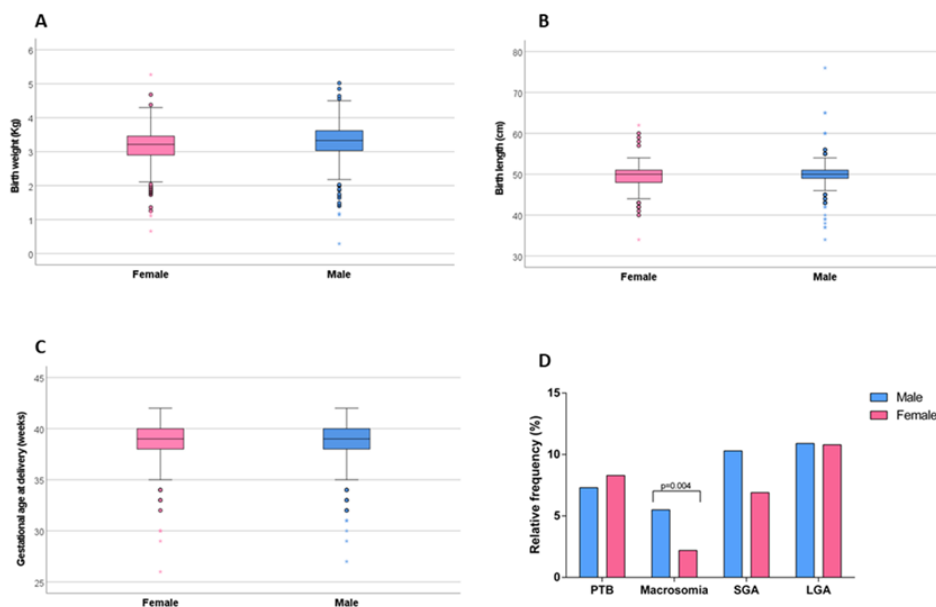 A
Birth weight (Kg)
6
5
4
3
2
1
0
Female
Male
B
Birth length (cm)
80
70
60
50
40
30
Female
Male
C
Gestational age at delivery (weeks)
45
40
35
30
25
Female
Male
D
Relative frequency (%)
15
10
5
0
Male
Female
p=0.004
PTB
Macrosomia
SGA
LGA